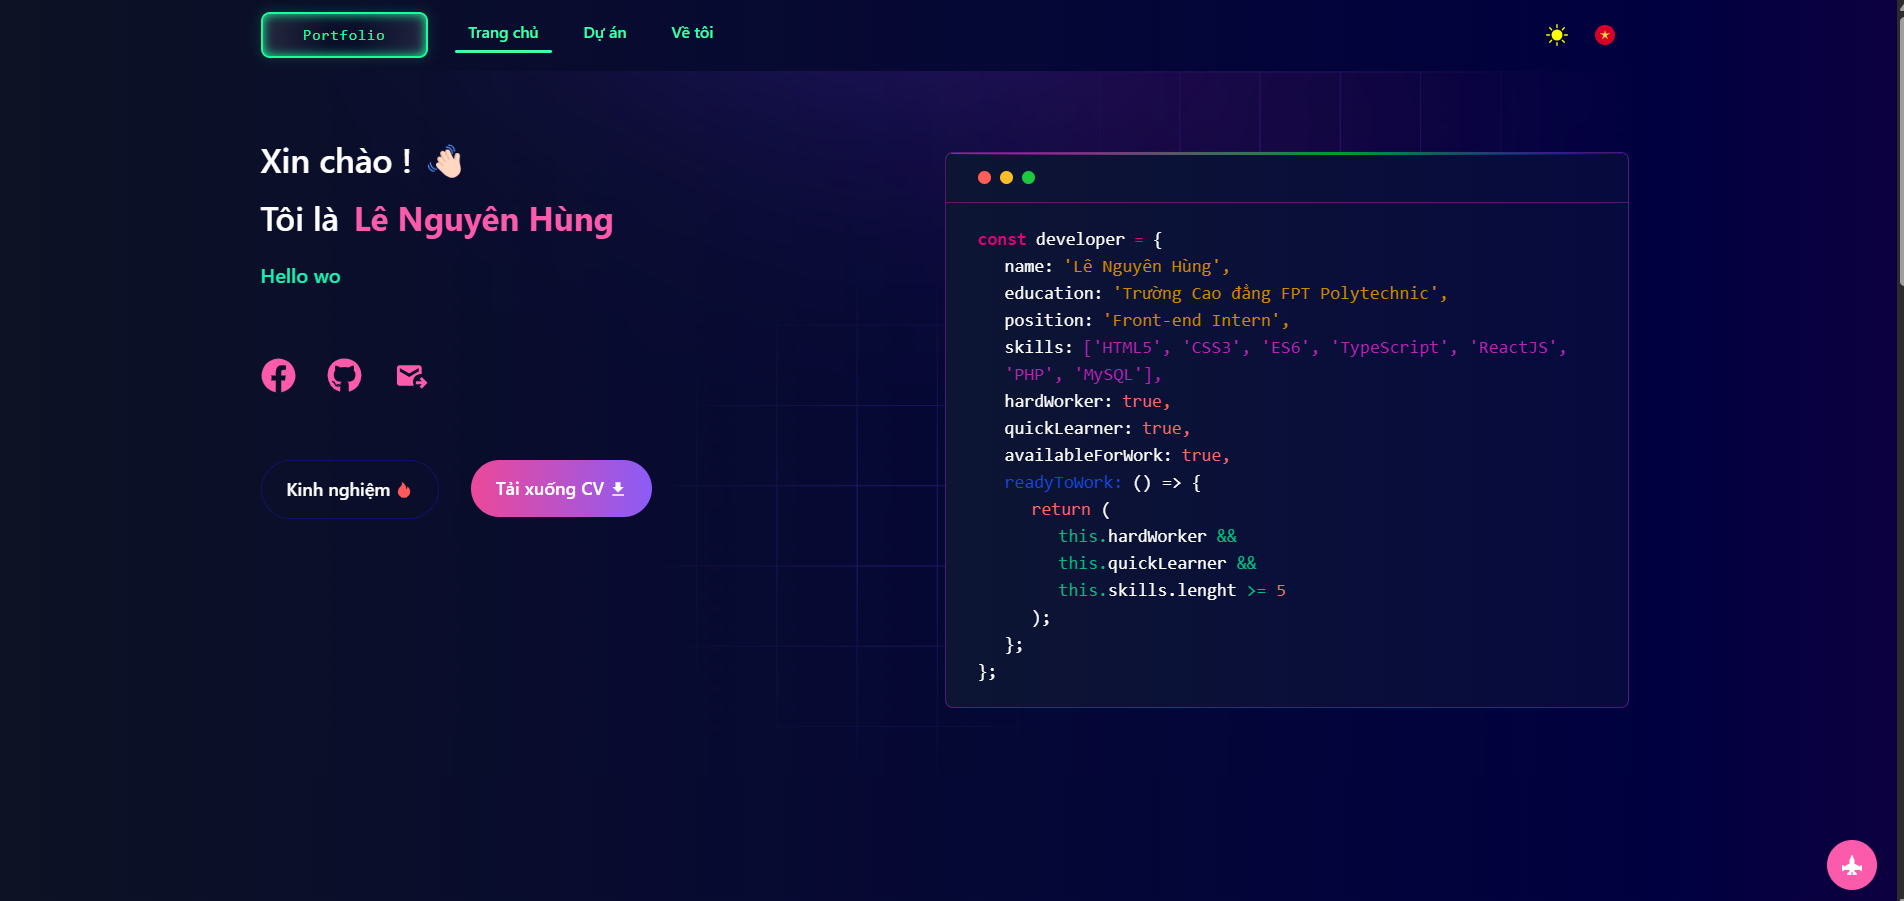 Portfolio
Trang chủ
Dự án
Về tôi
Xin chào !
Tôi là Lê Nguyên Hùng
Hello wo
Kinh nghiệm
Tải xuống CV
const developer = {
name: 'Lê Nguyên Hùng',
education: 'Trường Cao đẳng FPT Polytechnic',
position: 'Front-end Intern',
skills: ['HTML5', 'CSS3', 'ES6', 'TypeScript', 'ReactJS',
'PHP', 'MySQL'],
hardWorker: true,
quickLearner: true,
availableForWork: true,
readyToWork: () => {
return (
this.hardWorker &&
this.quickLearner &&
this.skills.lenght >= 5
);
};
};